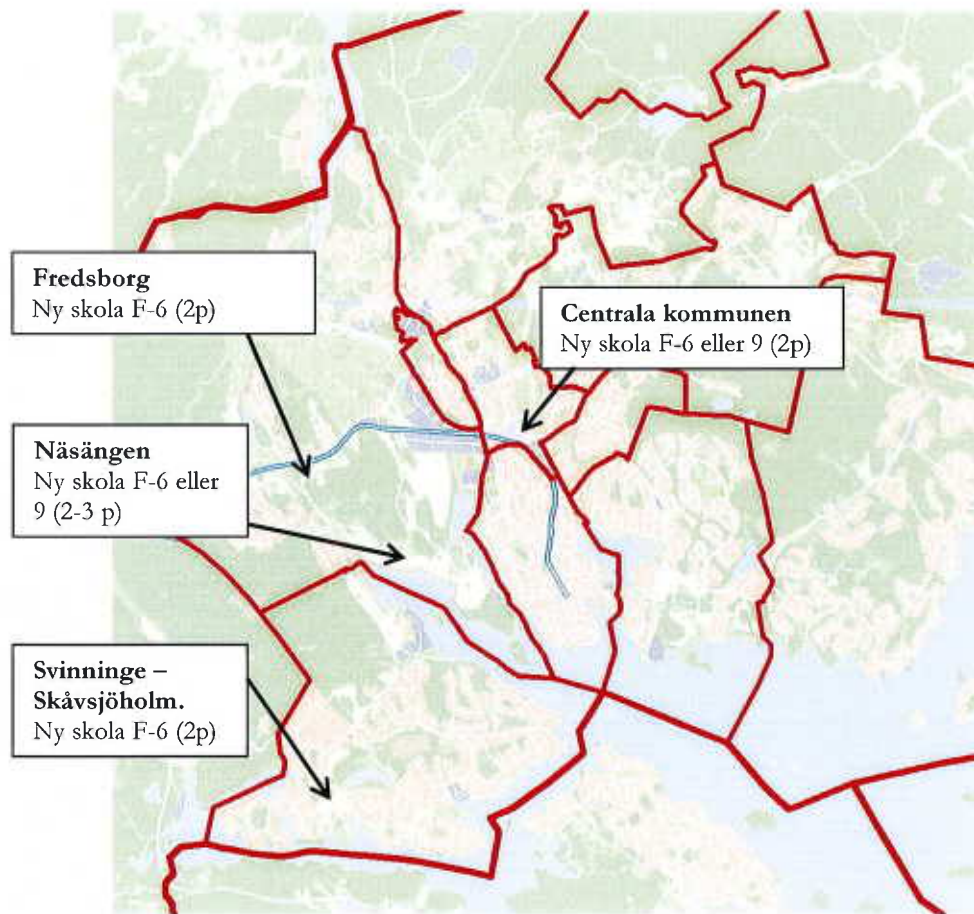 Fredsborg
Ny skola F-6 (2p)
Centrala kommunen
Ny skola F-6 eller 9 (2p)
Näsängen
Ny skola F-6 eller
9 (2-3 p)
Svinninge –
Skåvsjöholm.
Ny skola F-6 (2p)